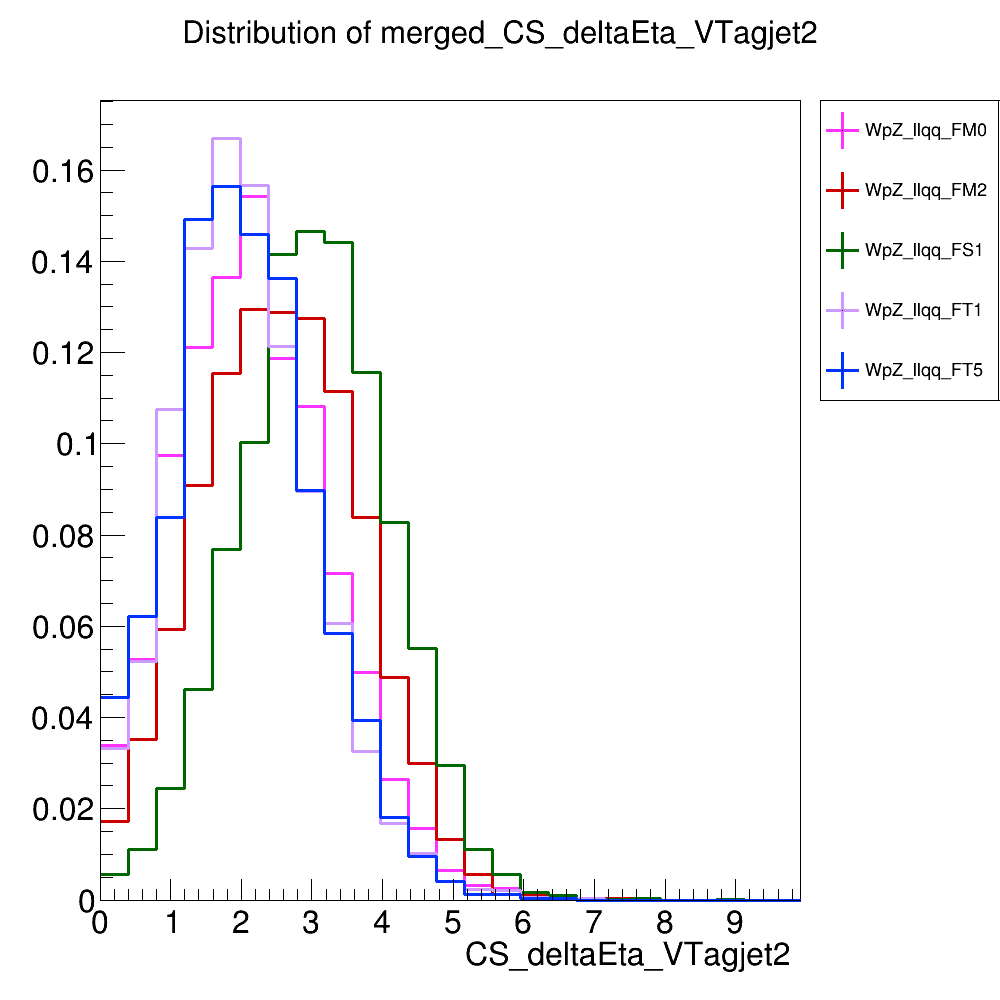 Distribution of merged_CS_deltaEta_VTagjet2
WpZ_llqq_FM0
WpZ_llqq_FM2
WpZ_llqq_FS1
WpZ_llqq_FT1
WpZ_llqq_FT5
0.16
0.14
0.12
0.1
0.08
0.06
0.04
0.02
0
0 1 2 3 4 5 6 7 8 9
CS_deltaEta_VTagjet2